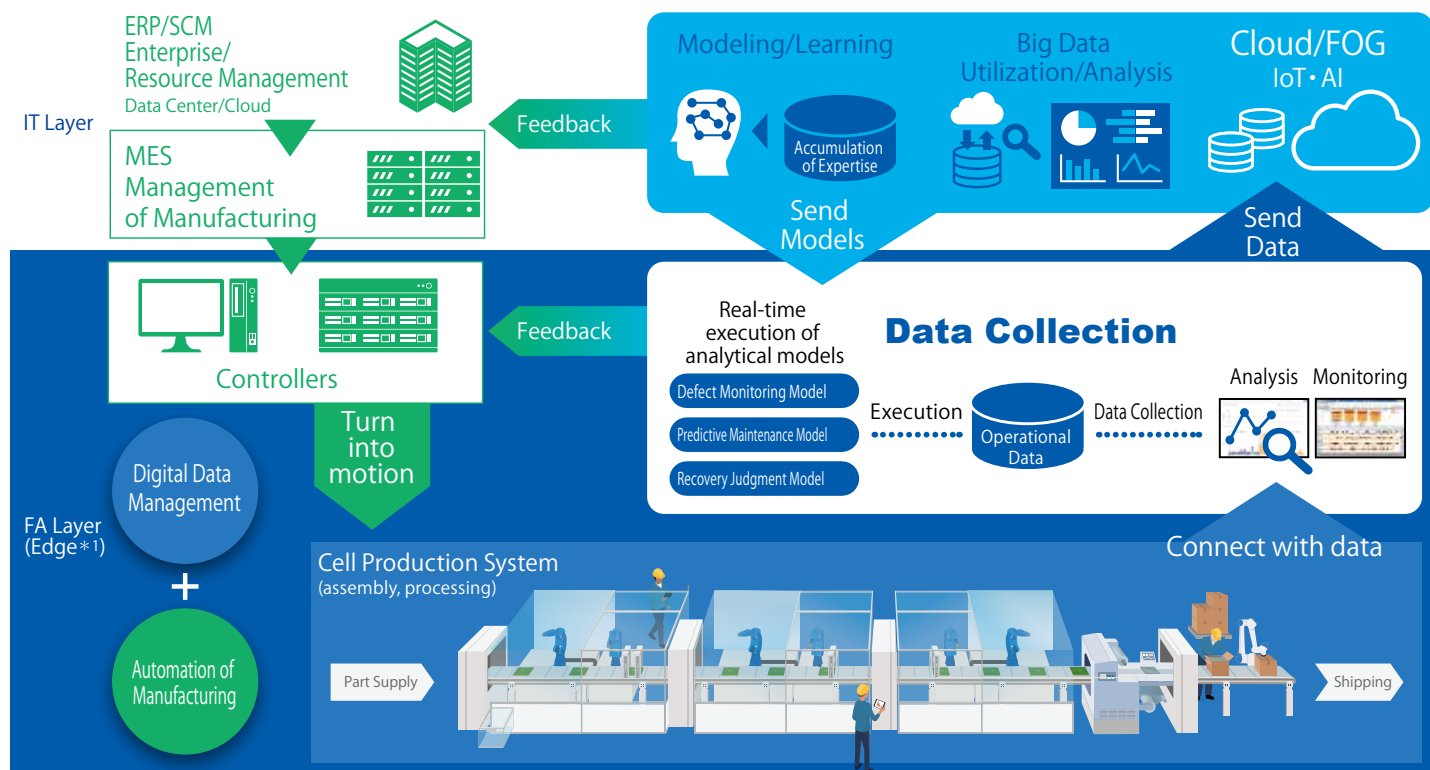 ERP/SCM
Enterprise/
Resource Management
Data Center/Cloud
IT Layer
MES
Management
of Manufacturing
Feedback
Modeling/Learning
Accumulation
of Expertise
Big Data
Utilization/Analysis
Cloud/FOG
IoT・AI
Send
Models
Send
Data
Controllers
Feedback
Real-time
execution of
analytical models
Defect Monitoring Model
Predictive Maintenance Model
Recovery Judgment Model
Data Collection
Execution
Operational
Data
Data Collection
Analysis
Monitoring
Turn
into
motion
Digital Data
Management
FA Layer
(Edge*1)
+
Automation of
Manufacturing
Connect with data
Cell Production System
(assembly, processing)
Part Supply
Shipping